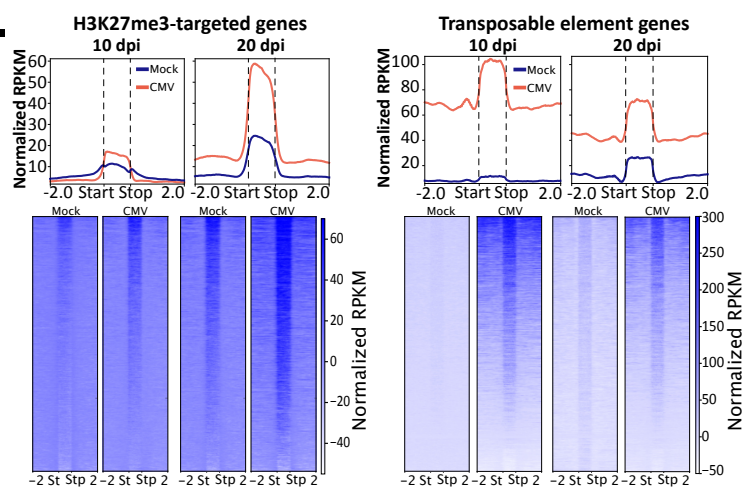 H3K27me3-targeted genes
10 dpi 20 dpi
Normalized RPKM
60
50
40
30
20
10
Mock
CMV
-2.0 Start Stop -2.0 Start Stop 2.0
Transposable element genes
10 dpi 20 dpi
Normalized RPKM
100
80
60
40
20
Mock
CMV
-2.0 Start Stop 2.0 -2.0 Start Stop 2.0
Mock CMV Mock CMV
60
40
20
0
−20
−40
Normalized RPKM
−2 St Stp 2 −2 St Stp 2 −2 St Stp 2 −2 St Stp 2
Mock CMV Mock CMV
300
250
200
150
100
50
0
−50
Normalized RPKM
−2 St Stp 2 −2 St Stp 2 −2 St Stp 2 −2 St Stp 2